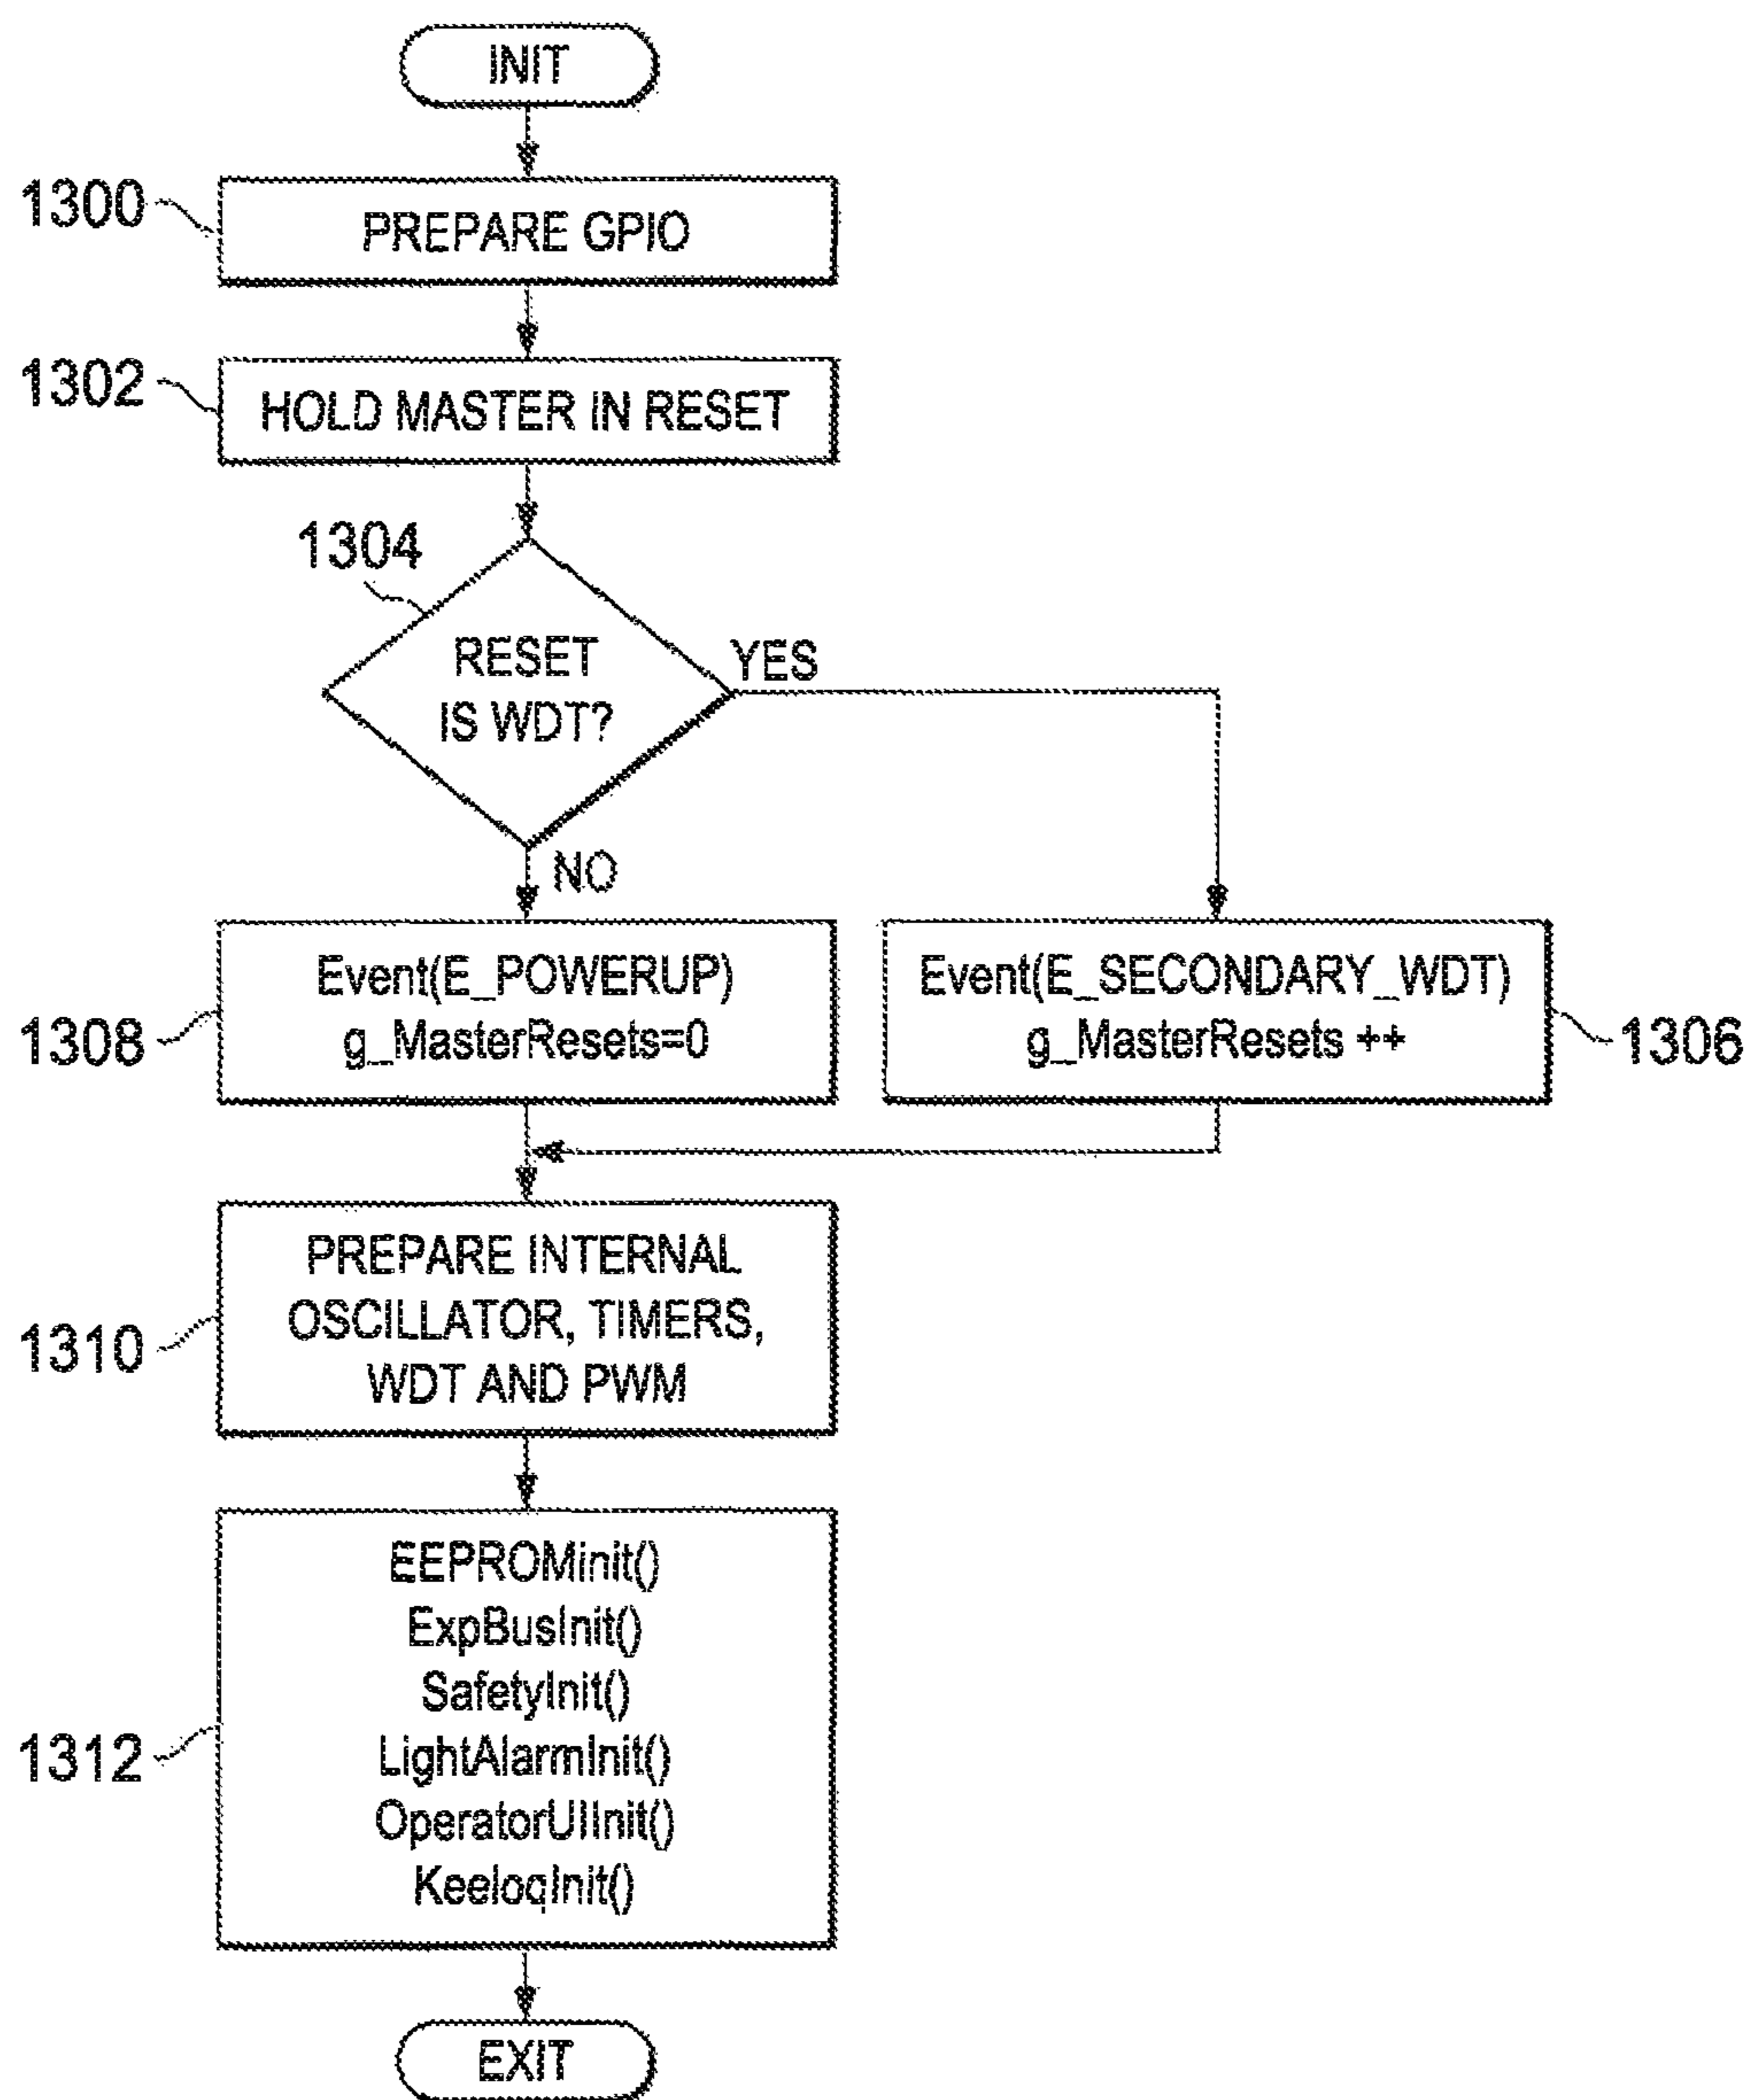 INIT
1300
PREPARE GPIO
1302
HOLD MASTER IN RESET
1304
RESET
IS WDT?
YES
NO
1308
Event(E_POWERUP)
g_MasterResets=0
Event(E_SECONDARY_WDT)
g_MasterResets ++
1306
1310
PREPARE INTERNAL
OSCILLATOR, TIMERS,
WDT AND PWM
1312
EEPROMinit()
ExpBusInit()
SafetyInit()
LightAlarmInit()
OperatorUIInit()
KeeloqInit()
EXIT